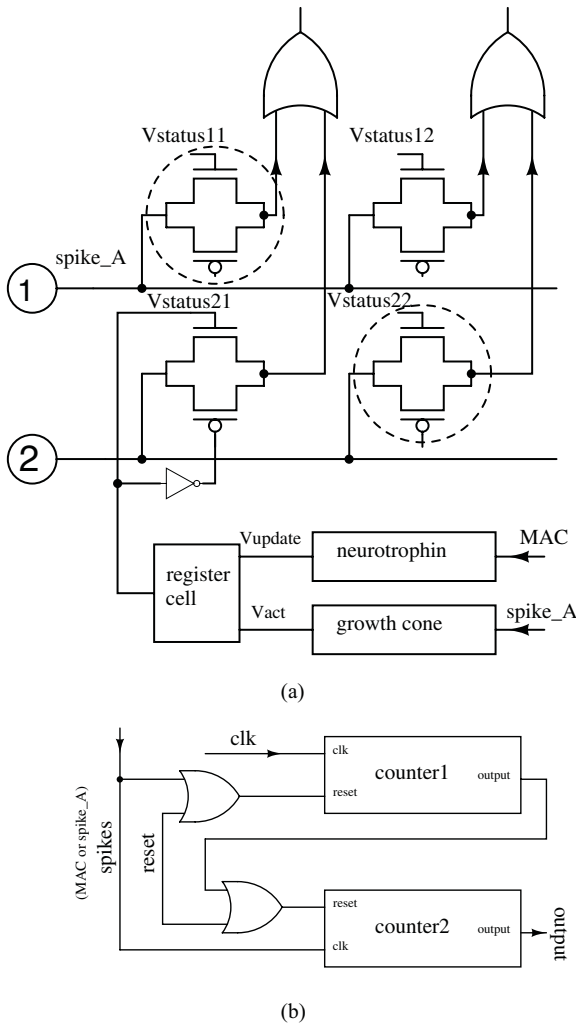 Vstatus11
Vstatus12
spike_A
1
Vstatus21
Vstatus22
2
Vupdate
neurotrophin
MAC
register
cell
Vact
growth cone
spike_A
(a)
clk
clk
counter1
output
reset
(MAC or spike_A)
spikes
reset
reset
counter2
output
clk
output
(b)